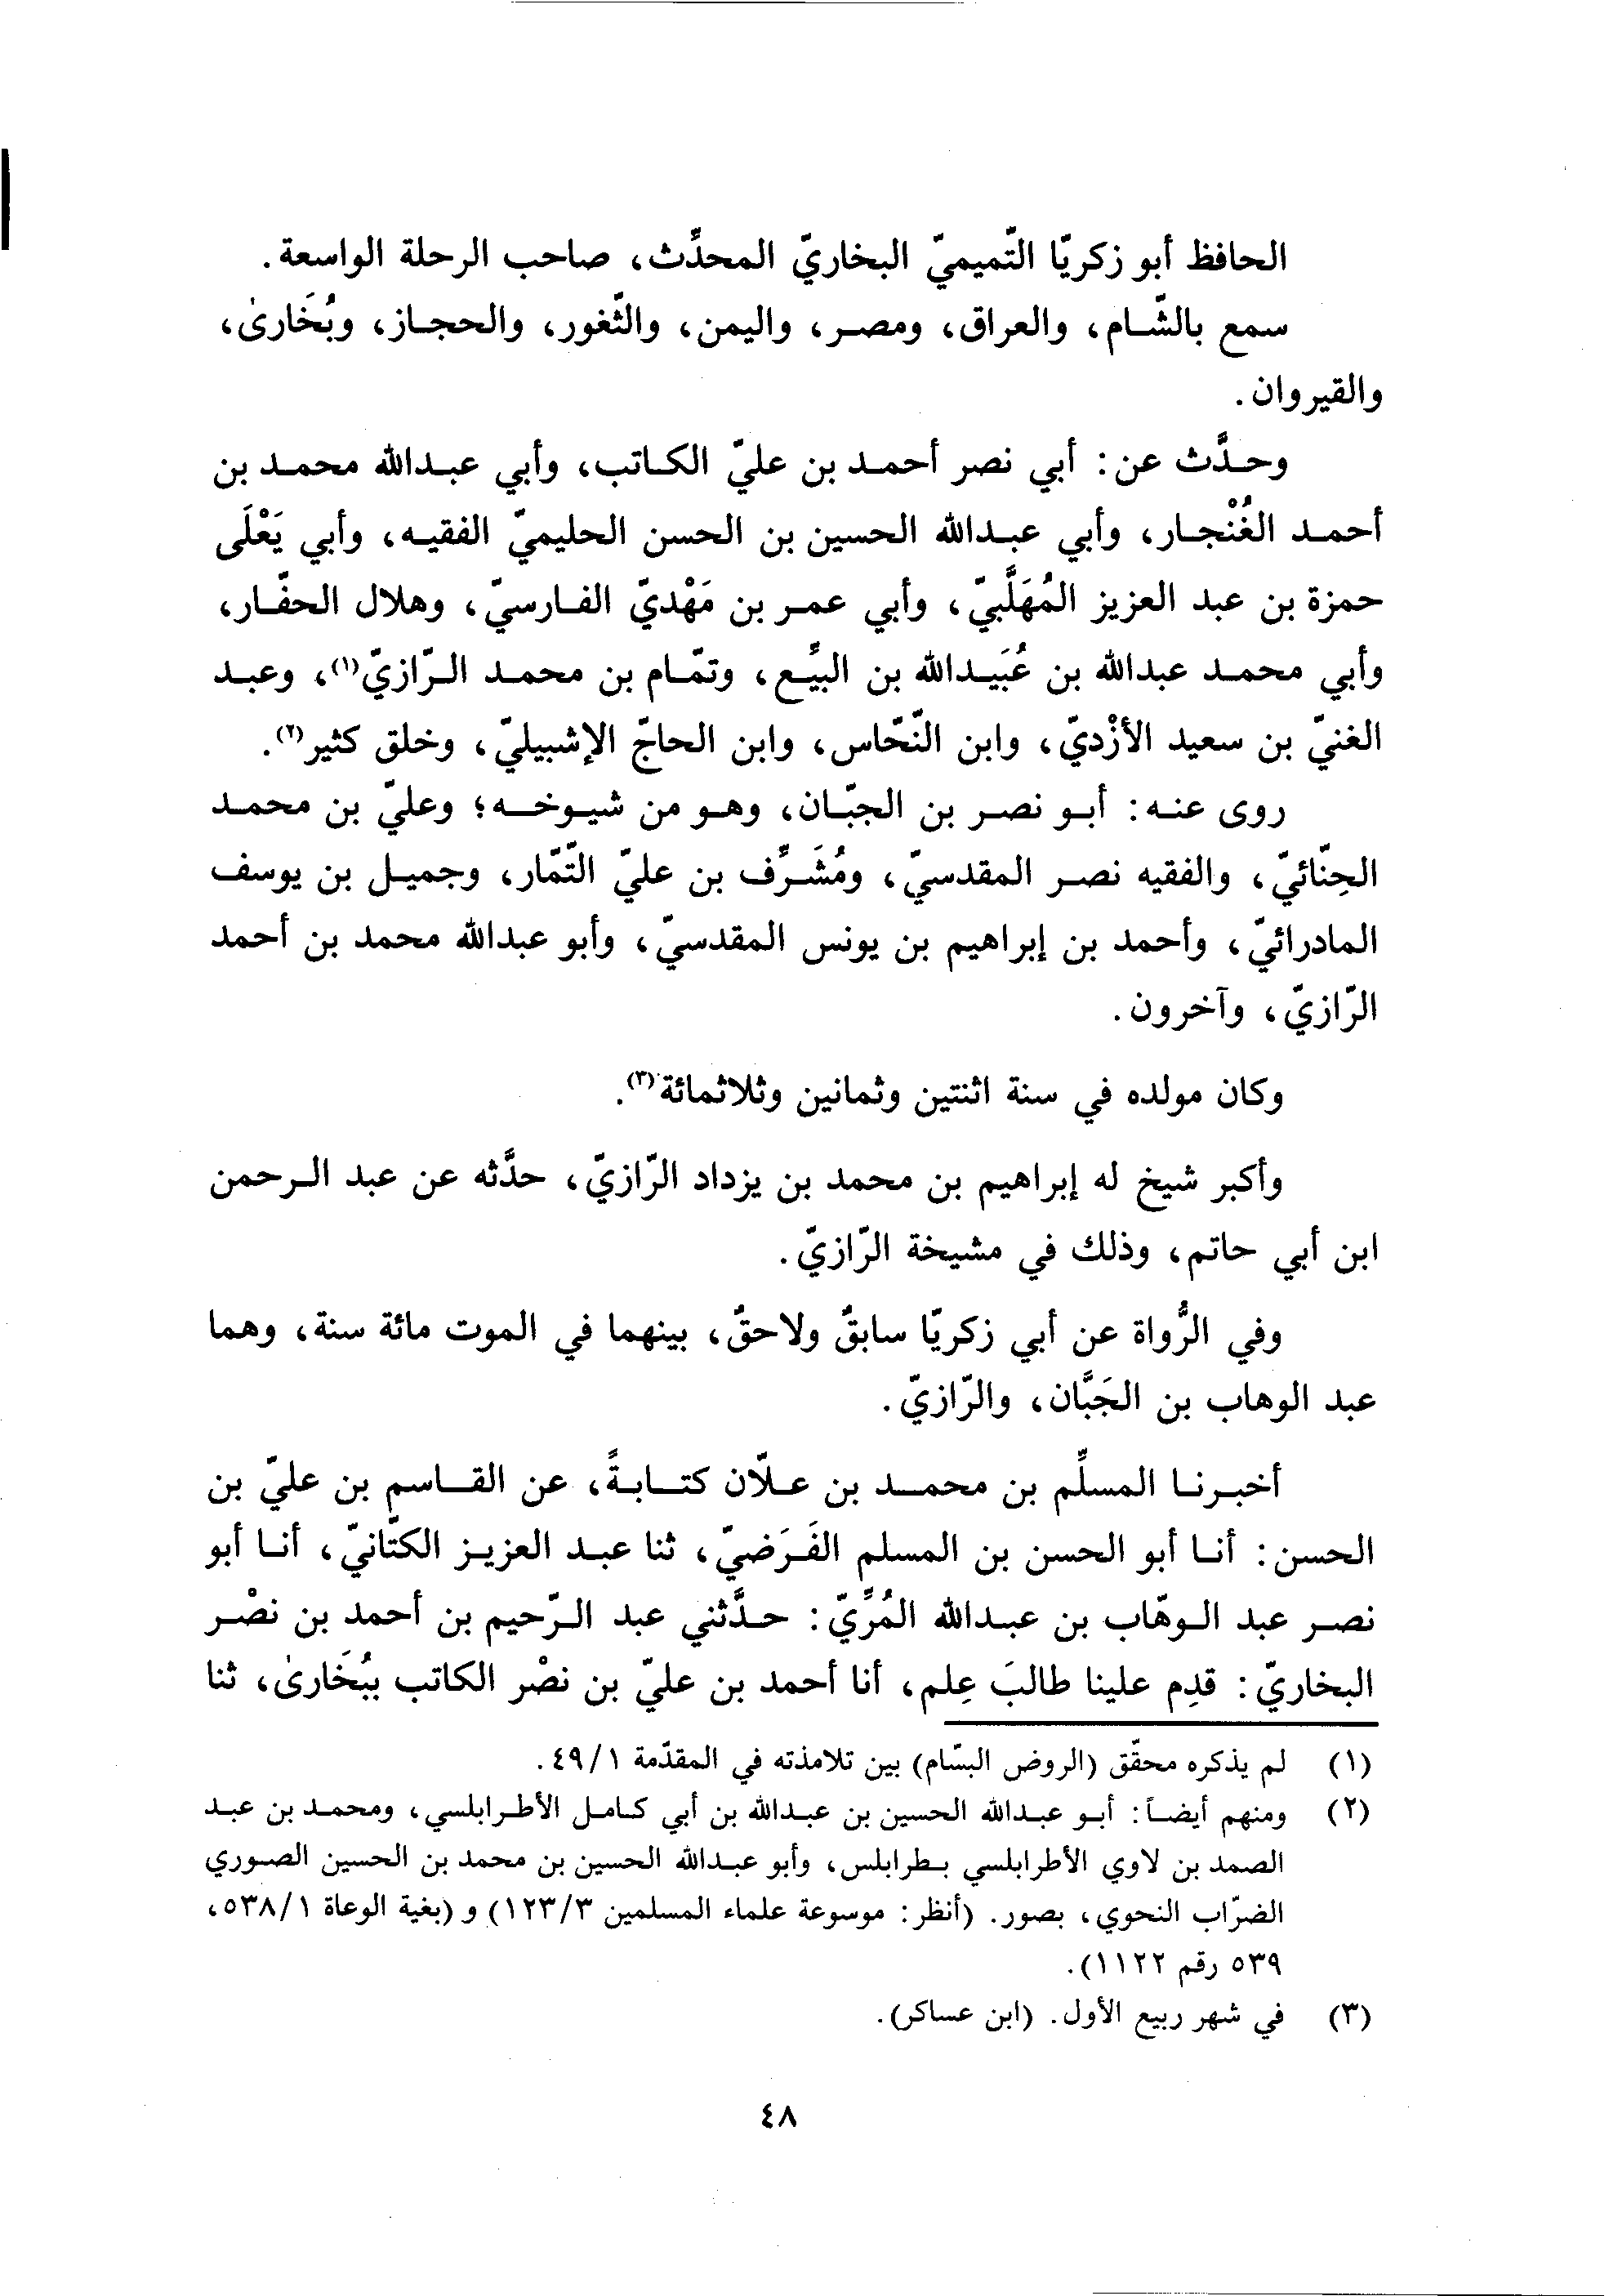 الحافظ أبو زكريّا التّميميّ البخاريّ المحدِّث، صاحب الرحلة الواسعة.
سمع بالشّام، والعراق، ومصر، واليمن، والثّغور، والحجاز، وبُخَارىٰ،
والقيروان.
وحدَّث عن: أبي نصر أحمد بن عليّ الكاتب، وأبي عبدالله محمد بن
أحمد الغُنْجار، وأبي عبدالله الحسين بن الحسن الحليميّ الفقيه، وأبي يَعْلَى
حمزة بن عبد العزيز المُهَلَّبيّ، وأبي عمر بن مَهْديّ الفارسيّ، وهلال الحفّار،
وأبي محمد عبدالله بن عُبَيدالله بن البيِّع، وتمّام بن محمد الرّازيّ(١)، وعبد
الغنيّ بن سعيد الأزْديّ، وابن النّحّاس، وابن الحاجّ الإشبيليّ، وخلق كثير(٢).
روى عنه: أبو نصر بن الجبّان، وهو من شيوخه؛ وعليّ بن محمد
الحِنّائيّ، والفقيه نصر المقدسيّ، ومُشَرِّف بن عليّ التّمّار، وجميل بن يوسف
المادرائيّ، وأحمد بن إبراهيم بن يونس المقدسيّ، وأبو عبدالله محمد بن أحمد
الرّازيّ، وآخرون.
وكان مولده في سنة اثنتين وثمانين وثلاثمائة(٣).
وأكبر شيخ له إبراهيم بن محمد بن يزداد الرّازيّ، حدَّثه عن عبد الرحمن
ابن أبي حاتم، وذلك في مشيخة الرّازيّ.
وفي الرُّواة عن أبي زكريّا سابقٌ ولاحقٌ، بينهما في الموت مائة سنة، وهما
عبد الوهاب بن الجَبَّان، والرّازيّ.
أخبرنا المسلَّم بن محمد بن علّان كتابةً، عن القاسم بن عليّ بن
الحسن: أنا أبو الحسن بن المسلم الفَرَضيّ، ثنا عبد العزيز الكتّانيّ، أنا أبو
نصر عبد الوهّاب بن عبدالله المُرِّيّ: حدَّثني عبد الرّحيم بن أحمد بن نصْر
البخاريّ: قدِم علينا طالبَ عِلم، أنا أحمد بن عليّ بن نصْر الكاتب ببُخَارىٰ، ثنا
(١) لم يذكره محقّق (الروض البسّام) بين تلامذته في المقدّمة ٤٩/١.
(٢) ومنهم أيضاً: أبو عبدالله الحسين بن عبدالله بن أبي كامل الأطرابلسي، ومحمد بن عبد
الصمد بن لاوي الأطرابلسي بطرابلس، وأبو عبدالله الحسين بن محمد بن الحسين الصوري
الضرّاب النحوي، بصور. (أنظر: موسوعة علماء المسلمين ١٢٣/٣) و (بغية الوعاة ٥٣٨/١،
٥٣٩ رقم ١١٢٢).
(٣) في شهر ربيع الأول. (ابن عساكر).
٤٨